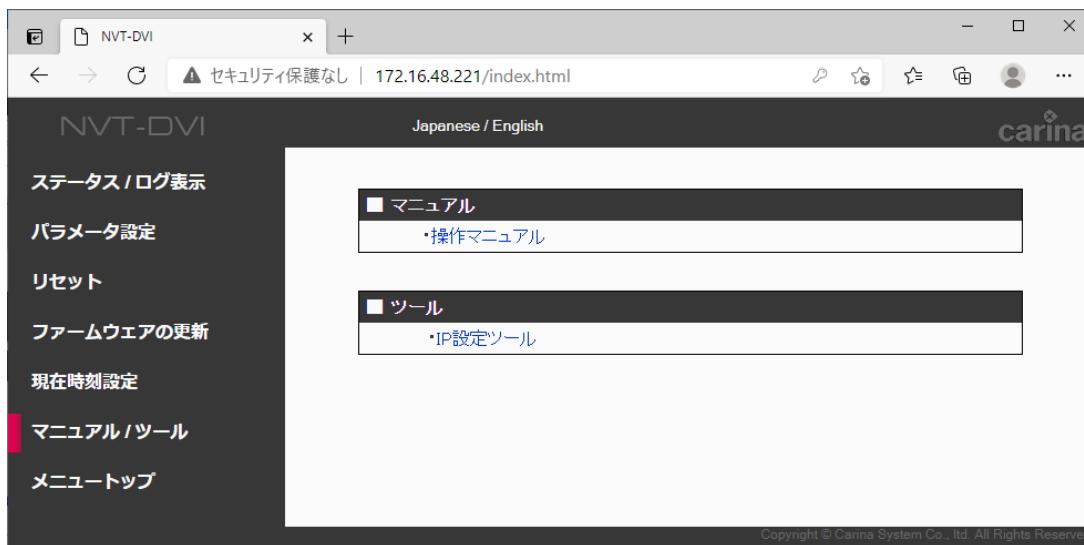 NVT-DVI
セキュリティ保護なし | 172.16.48.221/index.html
NVT-DVI
Japanese / English
carina
ステータス / ログ表示
パラメータ設定
リセット
ファームウェアの更新
現在時刻設定
マニュアル / ツール
メニュートップ
■ マニュアル
・操作マニュアル
■ ツール
・IP設定ツール
Copyright © Carina System Co., ltd. All Rights Reserve